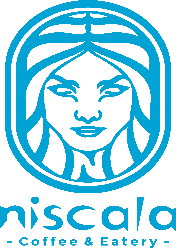 niscala
- Coffee & Eatery -